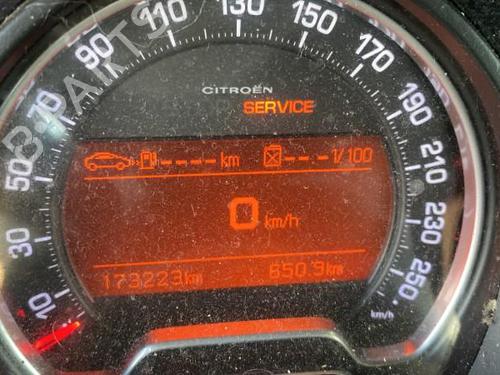 10 30 50 70 90 110 130 150 170 190 210 230 250
CITROËN
SERVICE
----- km ---.-l/100
0 km/h
173223km 650.9km
km/h